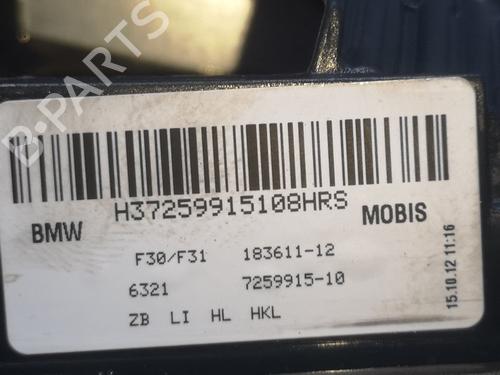 B-PARTS
H37259915108HRS
BMW MOBIS
F30/F31 183611-12
6321 7259915-10
ZB LI HL HKL
15.10.12 11:16